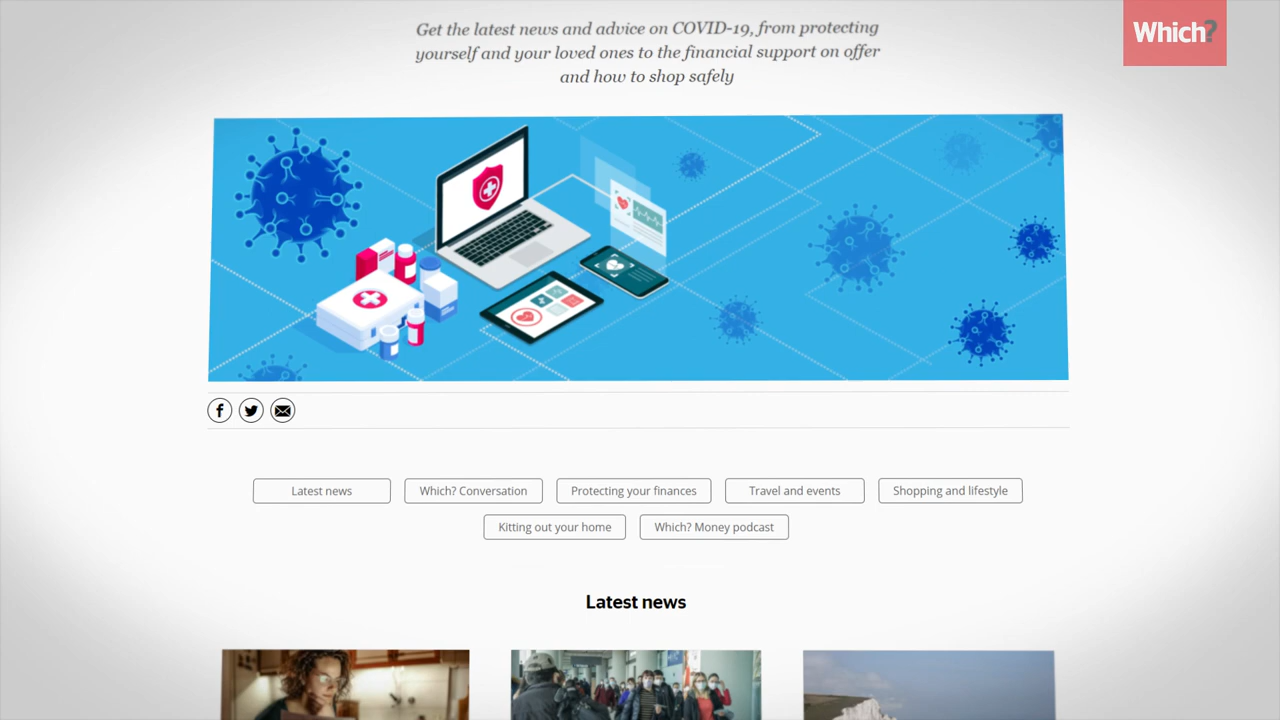 Get the latest news and advice on COVID-19, from protecting
yourself and your loved ones to the financial support on offer
and how to shop safely
Which?
Latest news
Which? Conversation
Protecting your finances
Travel and events
Shopping and lifestyle
Kitting out your home
Which? Money podcast
Latest news